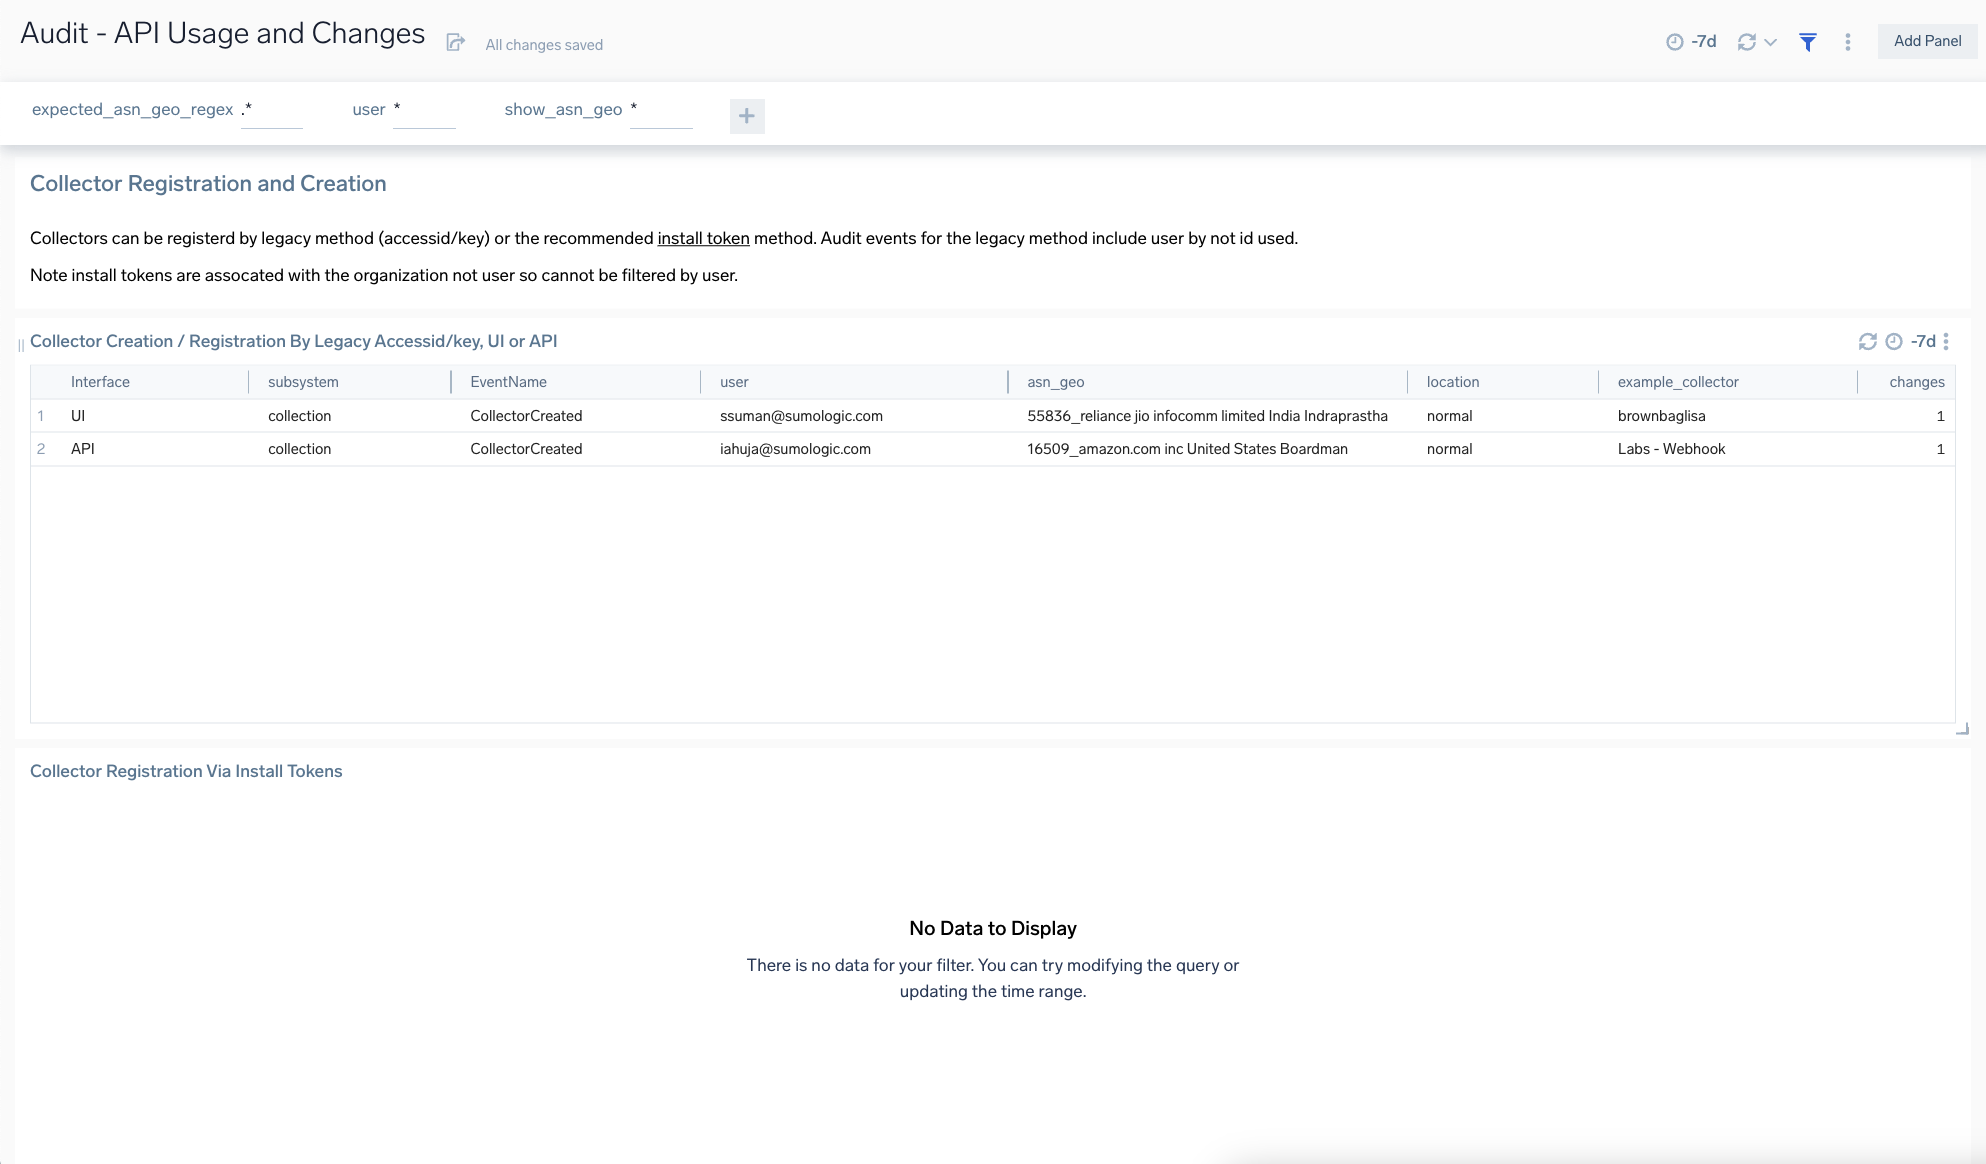 Audit - API Usage and Changes
All changes saved
-7d
Add Panel
expected_asn_geo_regex .*
user *
show_asn_geo *
+
Collector Registration and Creation
Collectors can be registerd by legacy method (accessid/key) or the recommended install token method. Audit events for the legacy method include user by not id used.
Note install tokens are assocated with the organization not user so cannot be filtered by user.
Collector Creation / Registration By Legacy Accessid/key, UI or API
-7d
Interface subsystem EventName user asn_geo location example_collector changes
1 UI collection CollectorCreated ssuman@sumologic.com 55836_reliance jio infocomm limited India Indraprastha normal brownbaglisa 1
2 API collection CollectorCreated iahuja@sumologic.com 16509_amazon.com inc United States Boardman normal Labs - Webhook 1
Collector Registration Via Install Tokens
No Data to Display
There is no data for your filter. You can try modifying the query or
updating the time range.